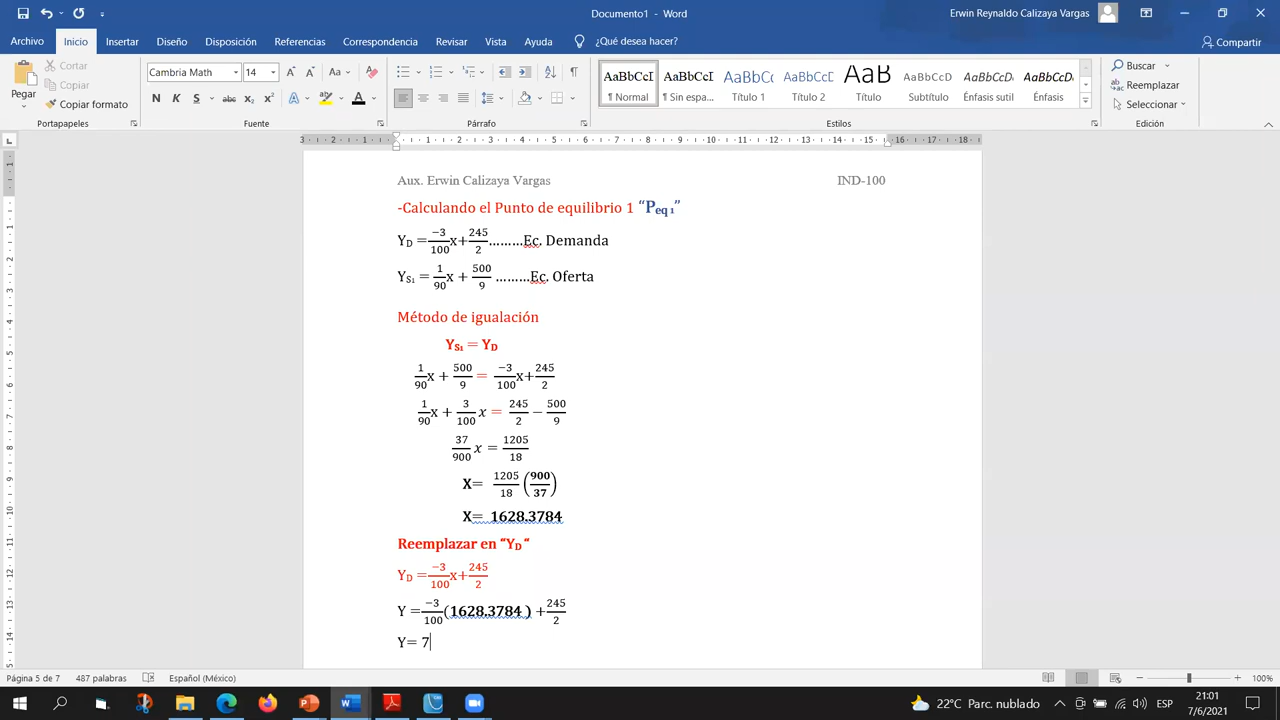 Documento1 - Word
Erwin Reynaldo Calizaya Vargas
Archivo Inicio Insertar Diseño Disposición Referencias Correspondencia Revisar Vista Ayuda ¿Qué desea hacer? Compartir
Pegar
Cortar
Copiar
Copiar formato
Portapapeles
Cambria Math 14
Fuente
Párrafo
AaBbCcI AaBbCcI AaBbCc AaBbCcI AaB AaBbCcD AaBbCcI AaBbCcI
¶ Normal ¶ Sin espa... Título 1 Título 2 Título Subtítulo Énfasis sutil Énfasis
Estilos
Buscar
Reemplazar
Seleccionar
Edición
Aux. Erwin Calizaya Vargas IND-100
-Calculando el Punto de equilibrio 1 “Peq 1”
YD =−3/100x+245/2………Ec. Demanda
YS1 = 1/90x + 500/9 ………Ec. Oferta
Método de igualación
YS1 = YD
1/90x + 500/9 = −3/100x+245/2
1/90x + 3/100 x = 245/2 − 500/9
37/900 x = 1205/18
X= 1205/18 (900/37)
X= 1628.3784
Reemplazar en “YD “
YD =−3/100x+245/2
Y =−3/100(1628.3784 ) +245/2
Y= 7
Página 5 de 7 487 palabras Español (México) 100%
22°C Parc. nublado ESP 21:01
7/6/2021